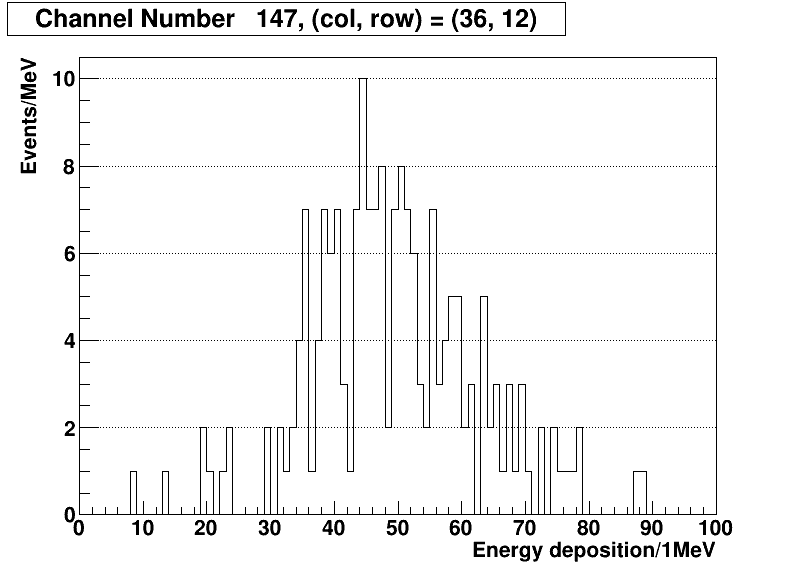 Channel Number 147, (col, row) = (36, 12)
Events/MeV
10
8
6
4
2
0
0 10 20 30 40 50 60 70 80 90 100
Energy deposition/1MeV